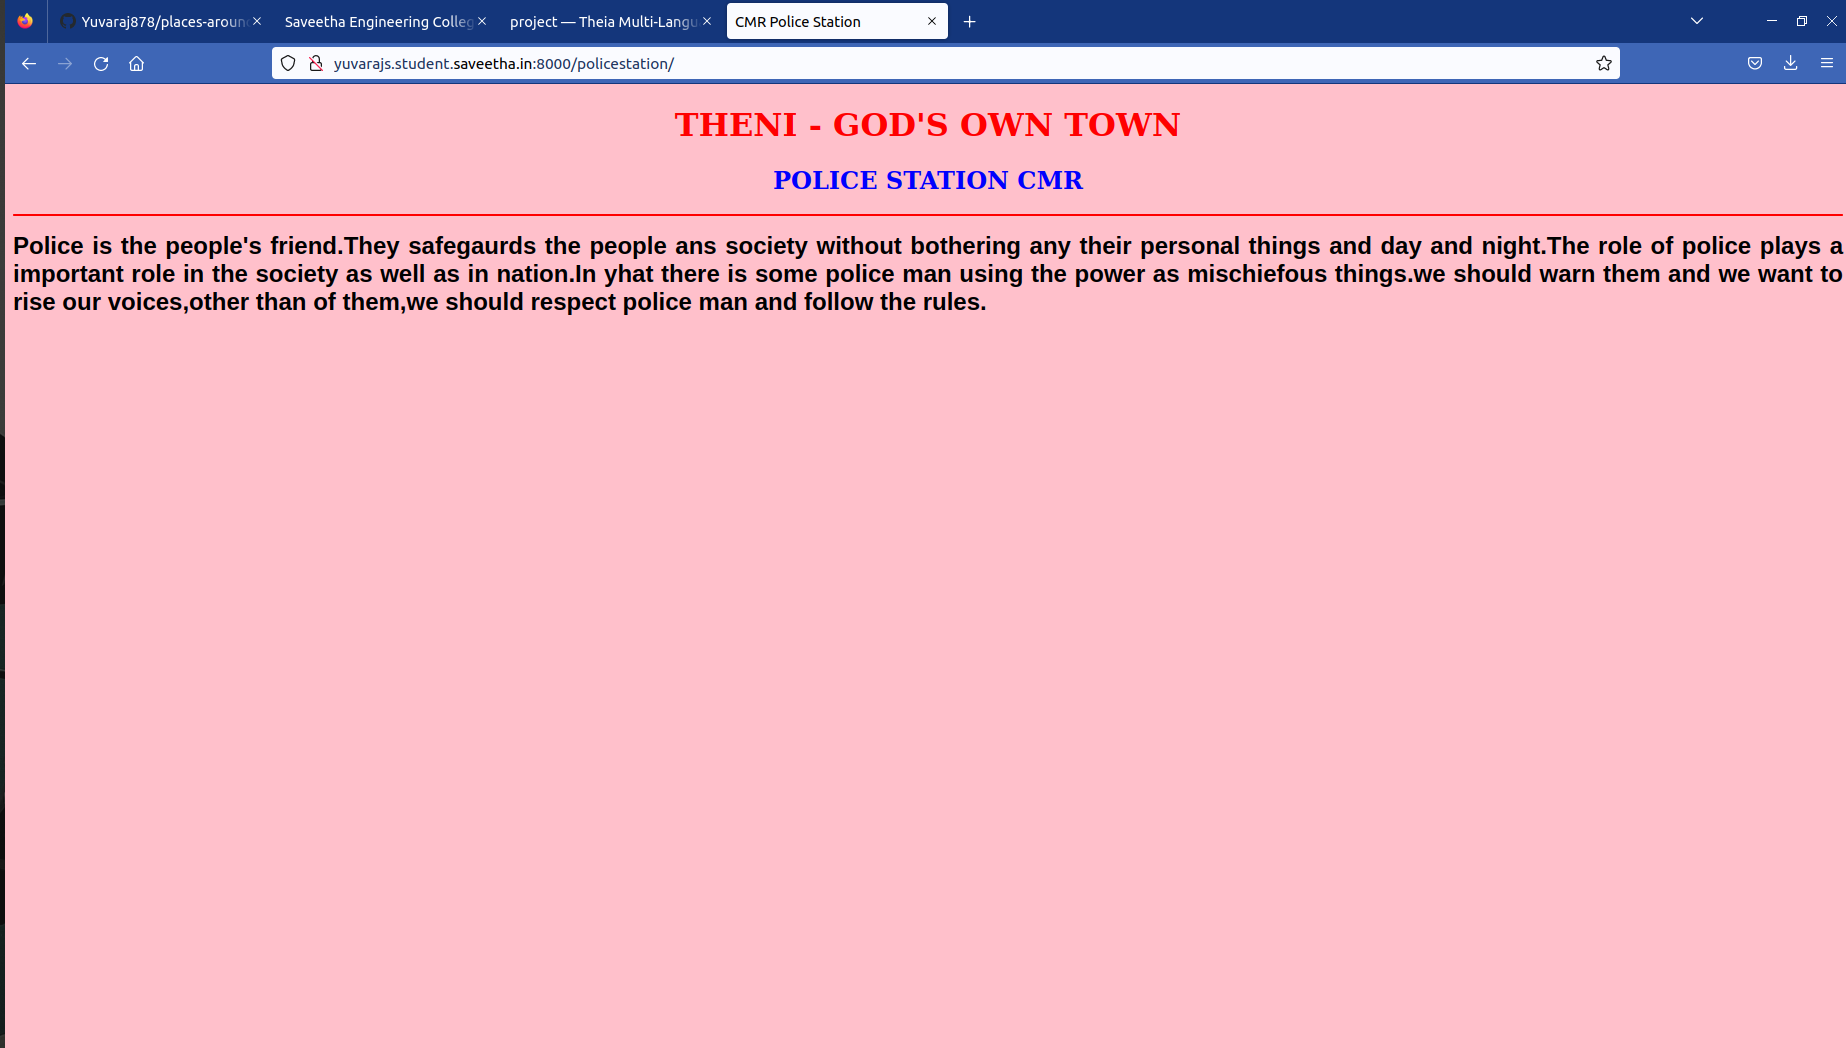 Yuvaraj878/places-aroun
Saveetha Engineering Colleg
project — Theia Multi-Langu
CMR Police Station
yuvarajs.student.saveetha.in:8000/policestation/
THENI - GOD'S OWN TOWN
POLICE STATION CMR
Police is the people's friend.They safegaurds the people ans society without bothering any their personal things and day and night.The role of police plays a
important role in the society as well as in nation.In yhat there is some police man using the power as mischiefous things.we should warn them and we want to
rise our voices,other than of them,we should respect police man and follow the rules.